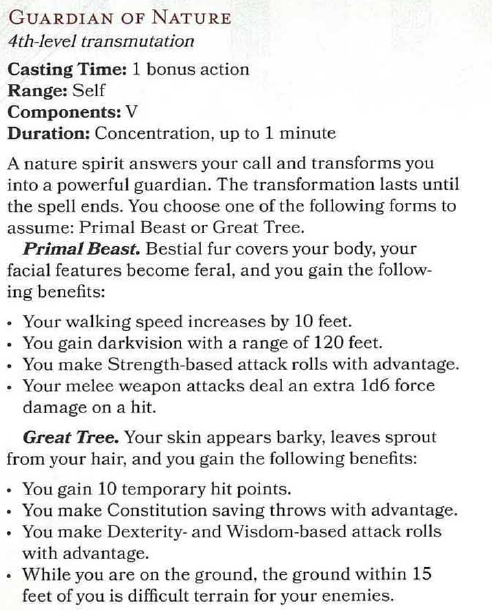 GUARDIAN OF NATURE
4th-level transmutation
Casting Time: 1 bonus action
Range: Self
Components: V
Duration: Concentration, up to 1 minute
A nature spirit answers your call and transforms you
into a powerful guardian. The transformation lasts until
the spell ends. You choose one of the following forms to
assume: Primal Beast or Great Tree.
Primal Beast. Bestial fur covers your body, your
facial features become feral, and you gain the follow-
ing benefits:
• Your walking speed increases by 10 feet.
• You gain darkvision with a range of 120 feet.
• You make Strength-based attack rolls with advantage.
• Your melee weapon attacks deal an extra 1d6 force
damage on a hit.
Great Tree. Your skin appears barky, leaves sprout
from your hair, and you gain the following benefits:
• You gain 10 temporary hit points.
• You make Constitution saving throws with advantage.
• You make Dexterity- and Wisdom-based attack rolls
with advantage.
• While you are on the ground, the ground within 15
feet of you is difficult terrain for your enemies.